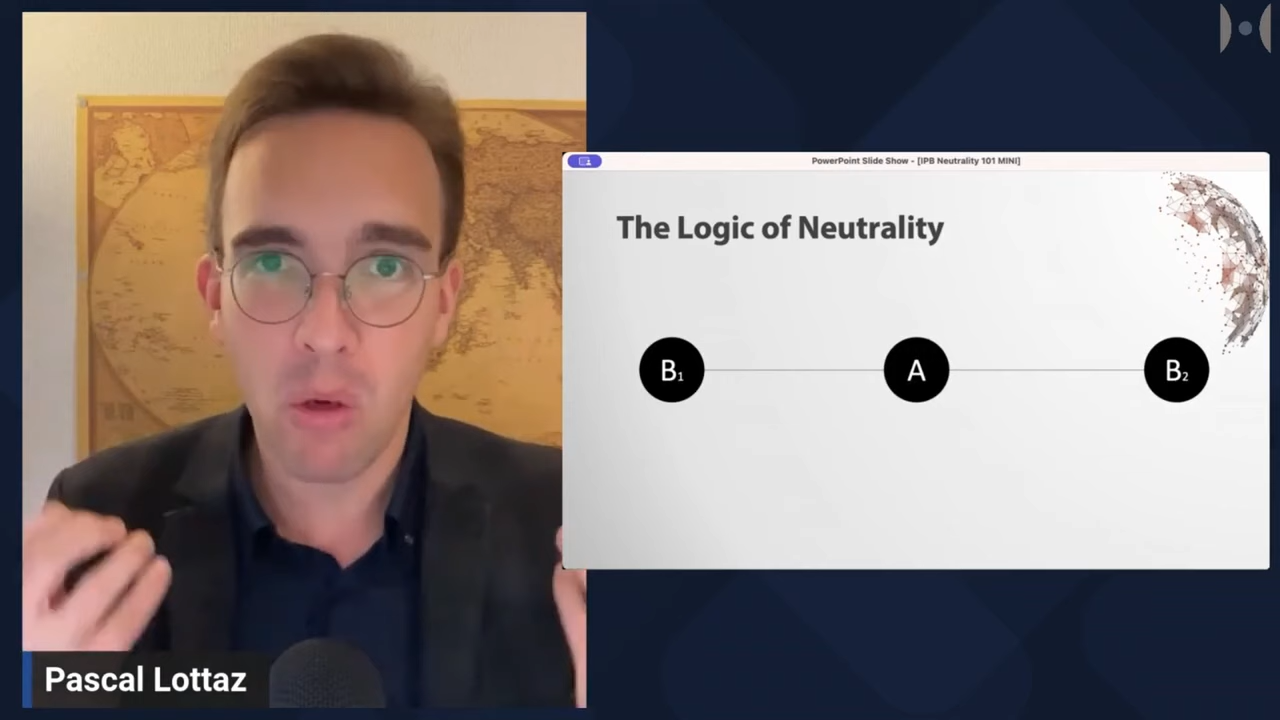 PowerPoint Slide Show - [IPB Neutrality 101 MINI]
The Logic of Neutrality
B₁ A B₂
Pascal Lottaz